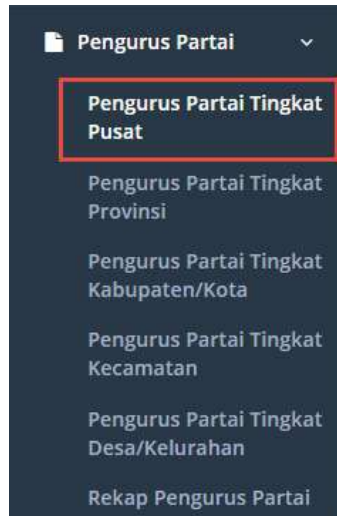 Pengurus Partai
Pengurus Partai Tingkat
Pusat
Pengurus Partai Tingkat
Provinsi
Pengurus Partai Tingkat
Kabupaten/Kota
Pengurus Partai Tingkat
Kecamatan
Pengurus Partai Tingkat
Desa/Kelurahan
Rekap Pengurus Partai